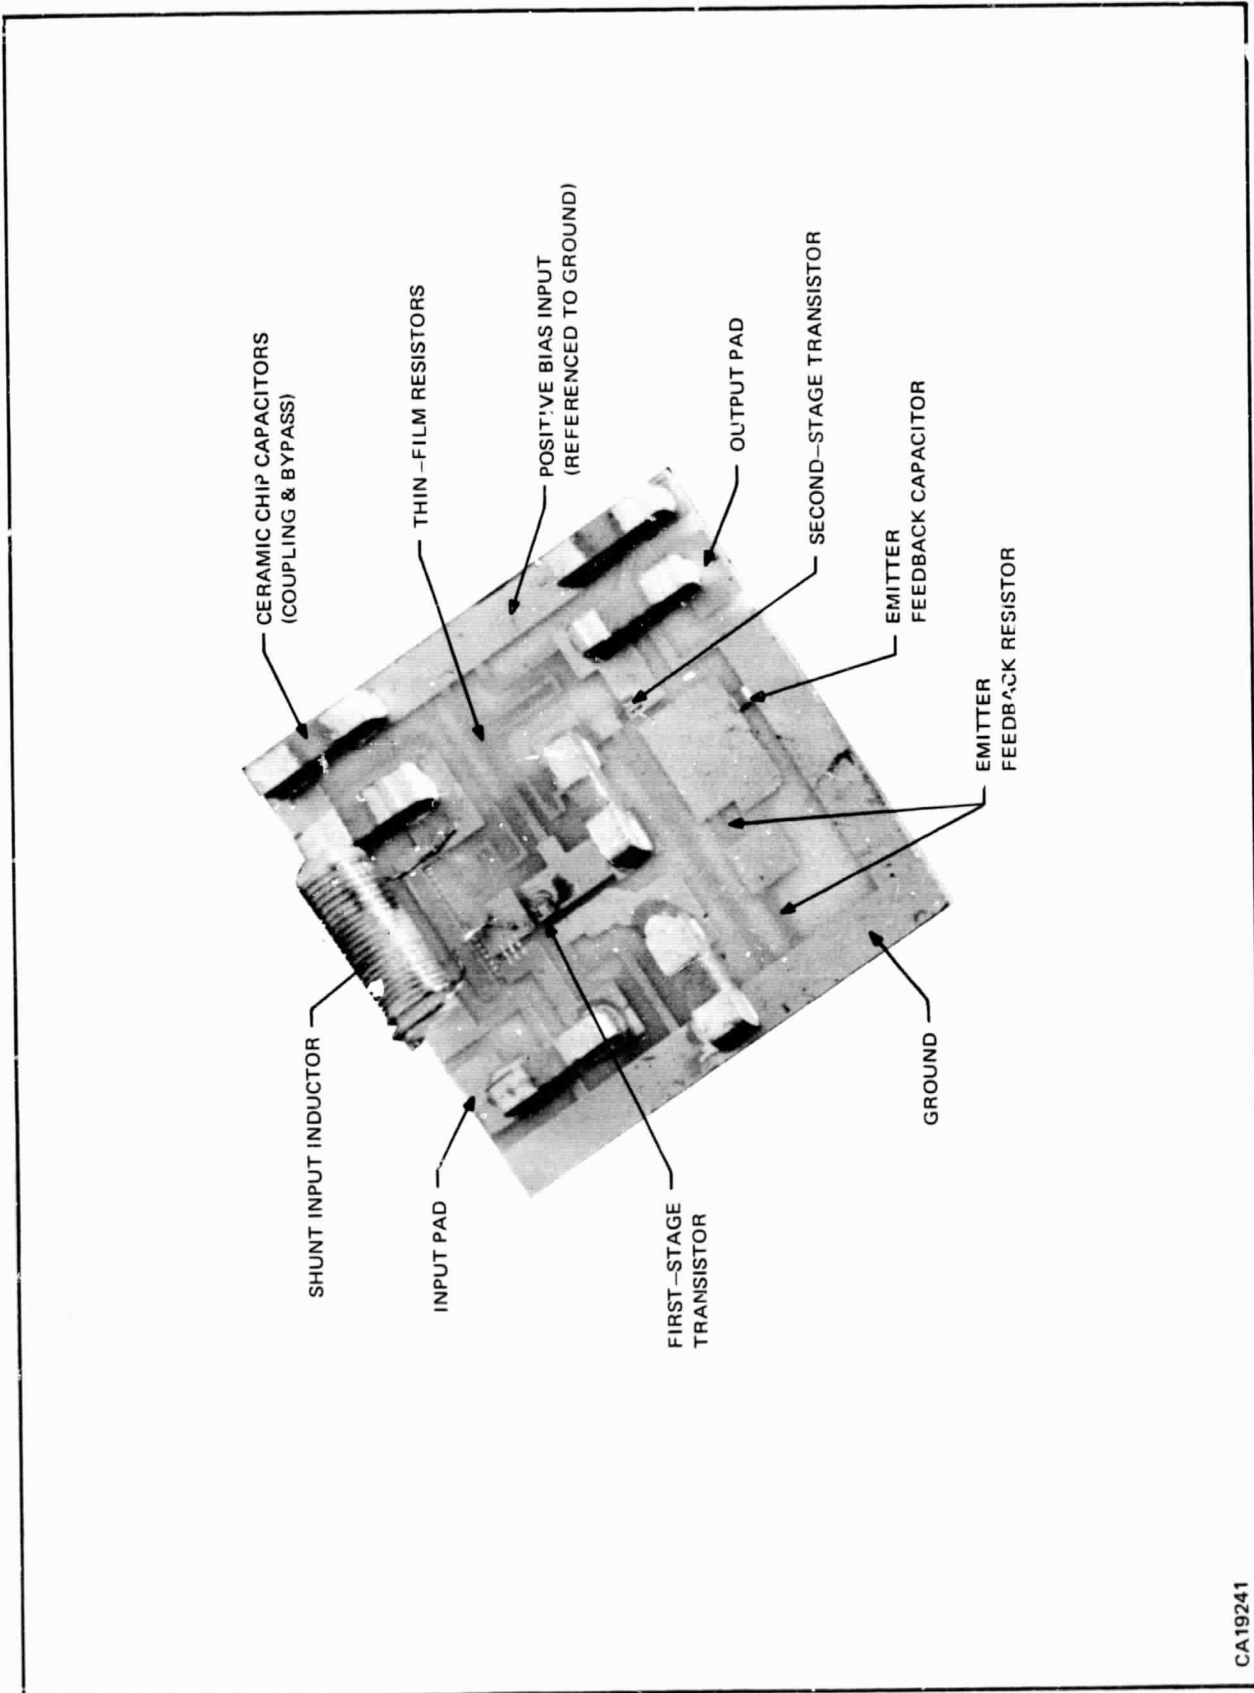 CERAMIC CHIP CAPACITORS
(COUPLING & BYPASS)
THIN-FILM RESISTORS
POSITIVE BIAS INPUT
(REFERENCED TO GROUND)
OUTPUT PAD
SECOND-STAGE TRANSISTOR
EMITTER
FEEDBACK CAPACITOR
EMITTER
FEEDBACK RESISTOR
SHUNT INPUT INDUCTOR
INPUT PAD
FIRST-STAGE
TRANSISTOR
GROUND
CA19241